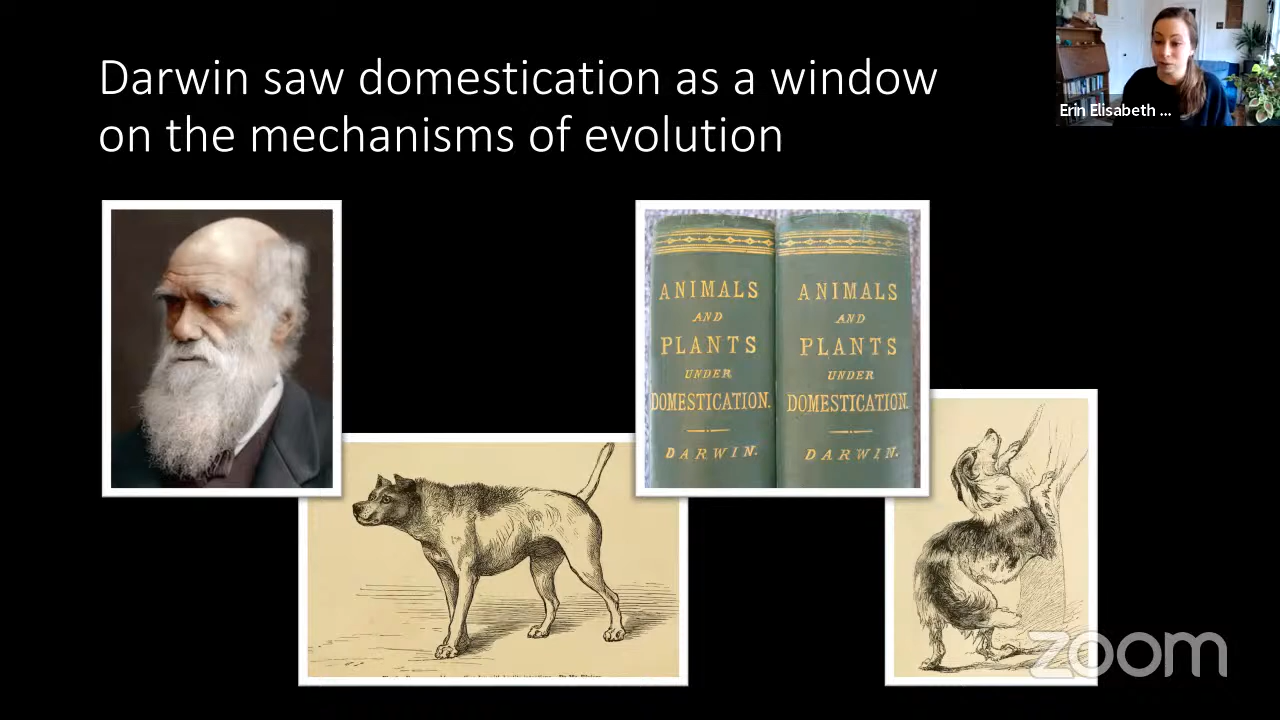 Darwin saw domestication as a window
on the mechanisms of evolution
Erin Elisabeth ...
ANIMALS
AND
PLANTS
UNDER
DOMESTICATION.
DARWIN.
ANIMALS
AND
PLANTS
UNDER
DOMESTICATION.
DARWIN.
zoom